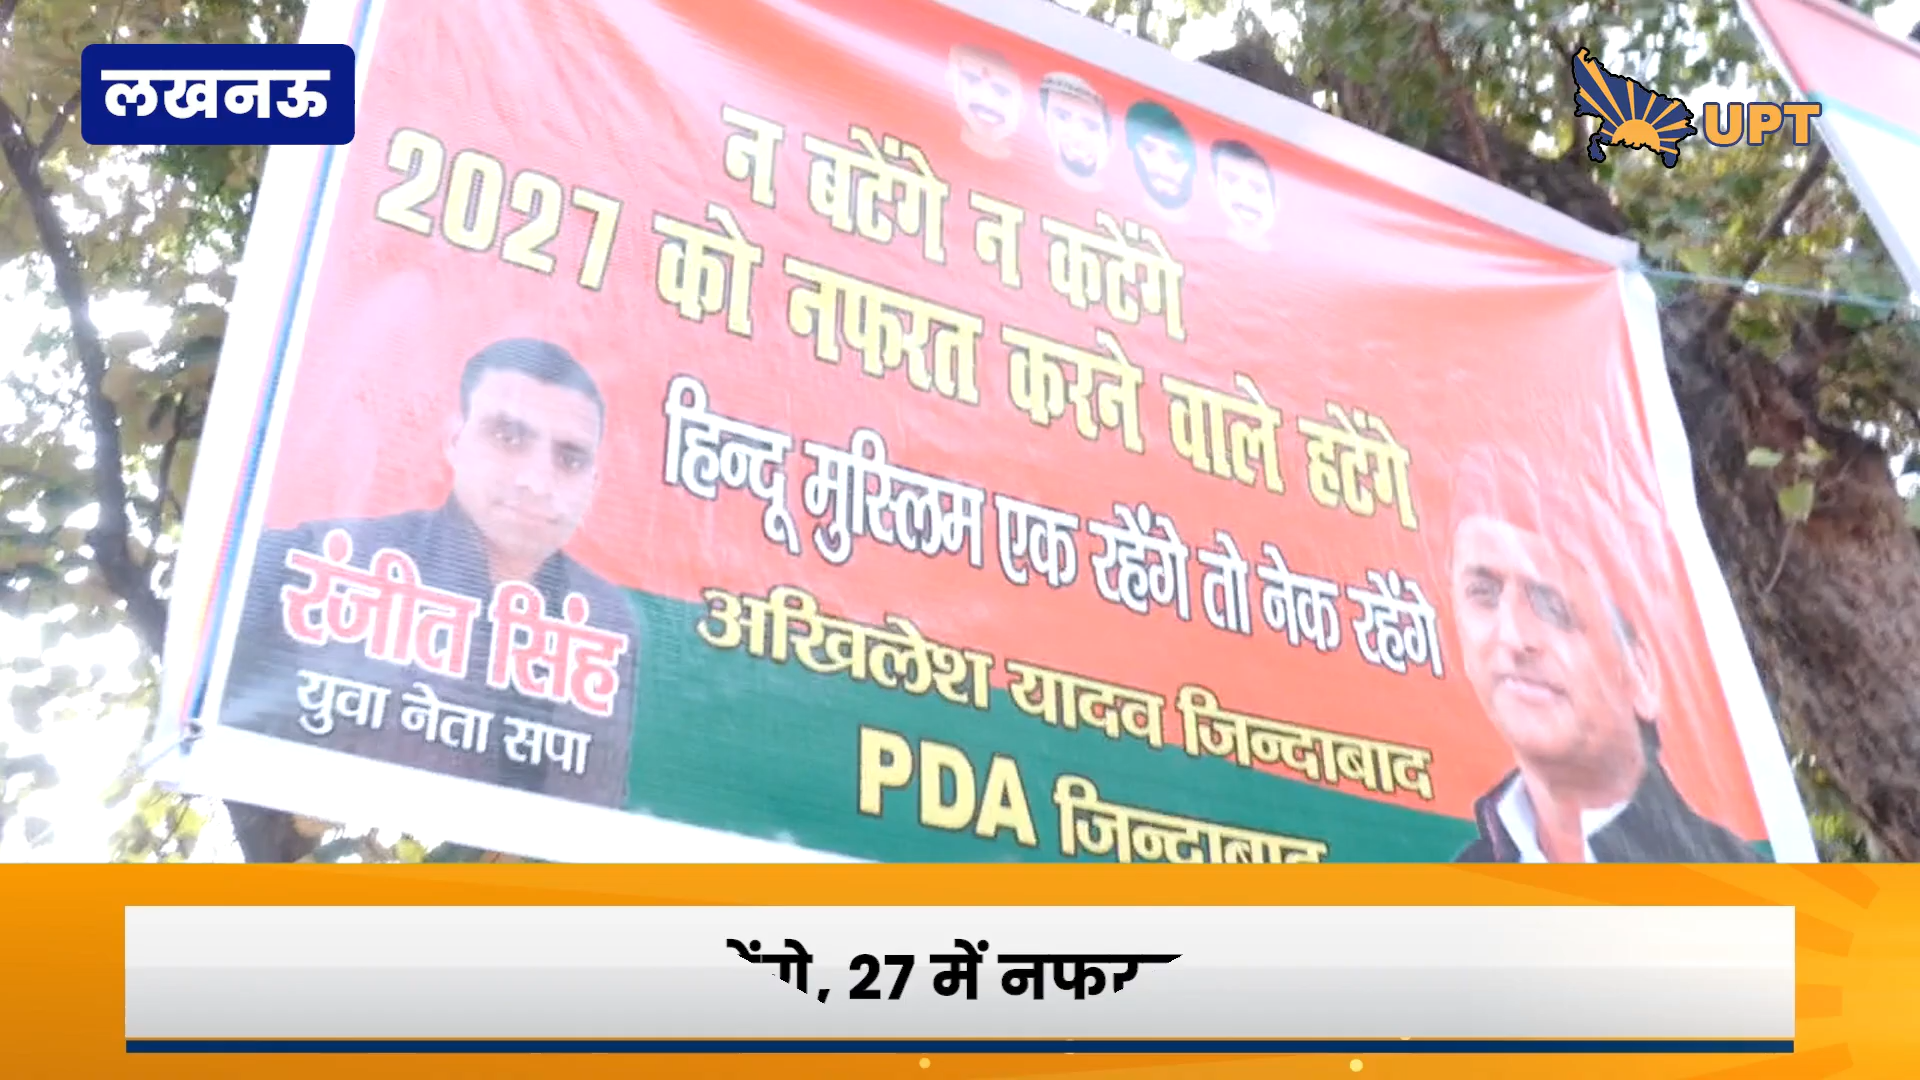 लखनऊ
UPT
न बटेंगे न कटेंगे
2027 को नफरत करने वाले हटेंगे
हिन्दू मुस्लिम एक रहेंगे तो नेक रहेंगे
अखिलेश यादव जिन्दाबाद
PDA जिन्दाबाद
रंजीत सिंह
युवा नेता सपा
27 में